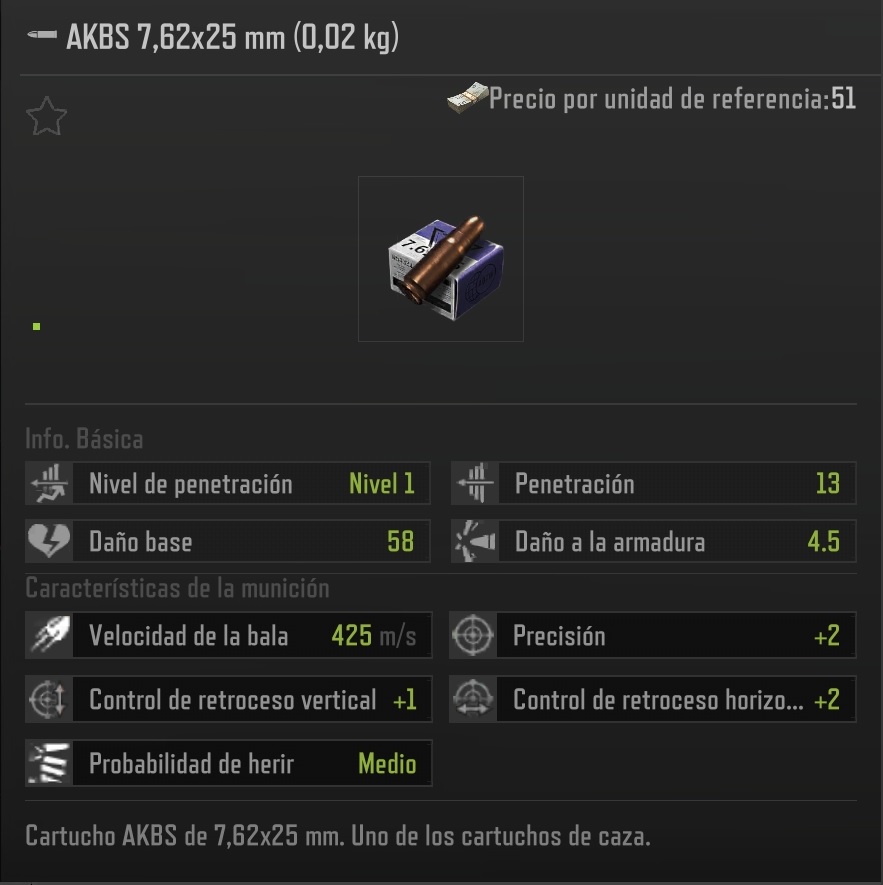 AKBS 7,62x25 mm (0,02 kg)
Precio por unidad de referencia:51
7.6
Info. Básica
Nivel de penetración Nivel 1
Penetración 13
Daño base 58
Daño a la armadura 4.5
Características de la munición
Velocidad de la bala 425 m/s
Precisión +2
Control de retroceso vertical +1
Control de retroceso horizo... +2
Probabilidad de herir Medio
Cartucho AKBS de 7,62x25 mm. Uno de los cartuchos de caza.